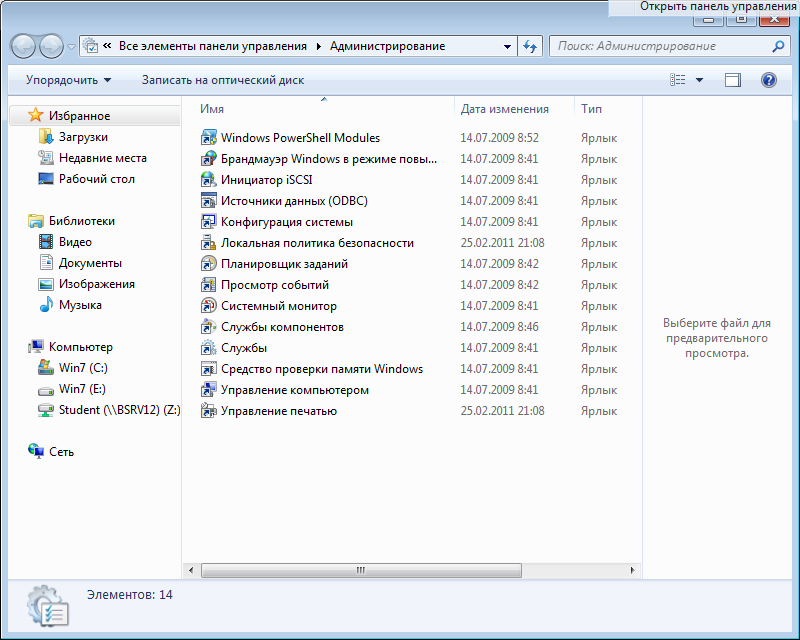 Открыть панель управления
« Все элементы панели управления Администрирование
Поиск: Администрирование
Упорядочить Записать на оптический диск
Имя Дата изменения Тип
Избранное
Загрузки
Недавние места
Рабочий стол
Библиотеки
Видео
Документы
Изображения
Музыка
Компьютер
Win7 (C:)
Win7 (E:)
Student (\\BSRV12) (Z:)
Сеть
Windows PowerShell Modules 14.07.2009 8:52 Ярлык
Брандмауэр Windows в режиме повы... 14.07.2009 8:41 Ярлык
Инициатор iSCSI 14.07.2009 8:41 Ярлык
Источники данных (ODBC) 14.07.2009 8:41 Ярлык
Конфигурация системы 14.07.2009 8:41 Ярлык
Локальная политика безопасности 25.02.2011 21:08 Ярлык
Планировщик заданий 14.07.2009 8:42 Ярлык
Просмотр событий 14.07.2009 8:42 Ярлык
Системный монитор 14.07.2009 8:41 Ярлык
Службы компонентов 14.07.2009 8:46 Ярлык
Службы 14.07.2009 8:41 Ярлык
Средство проверки памяти Windows 14.07.2009 8:41 Ярлык
Управление компьютером 14.07.2009 8:41 Ярлык
Управление печатью 25.02.2011 21:08 Ярлык
Выберите файл для
предварительного
просмотра.
Элементов: 14